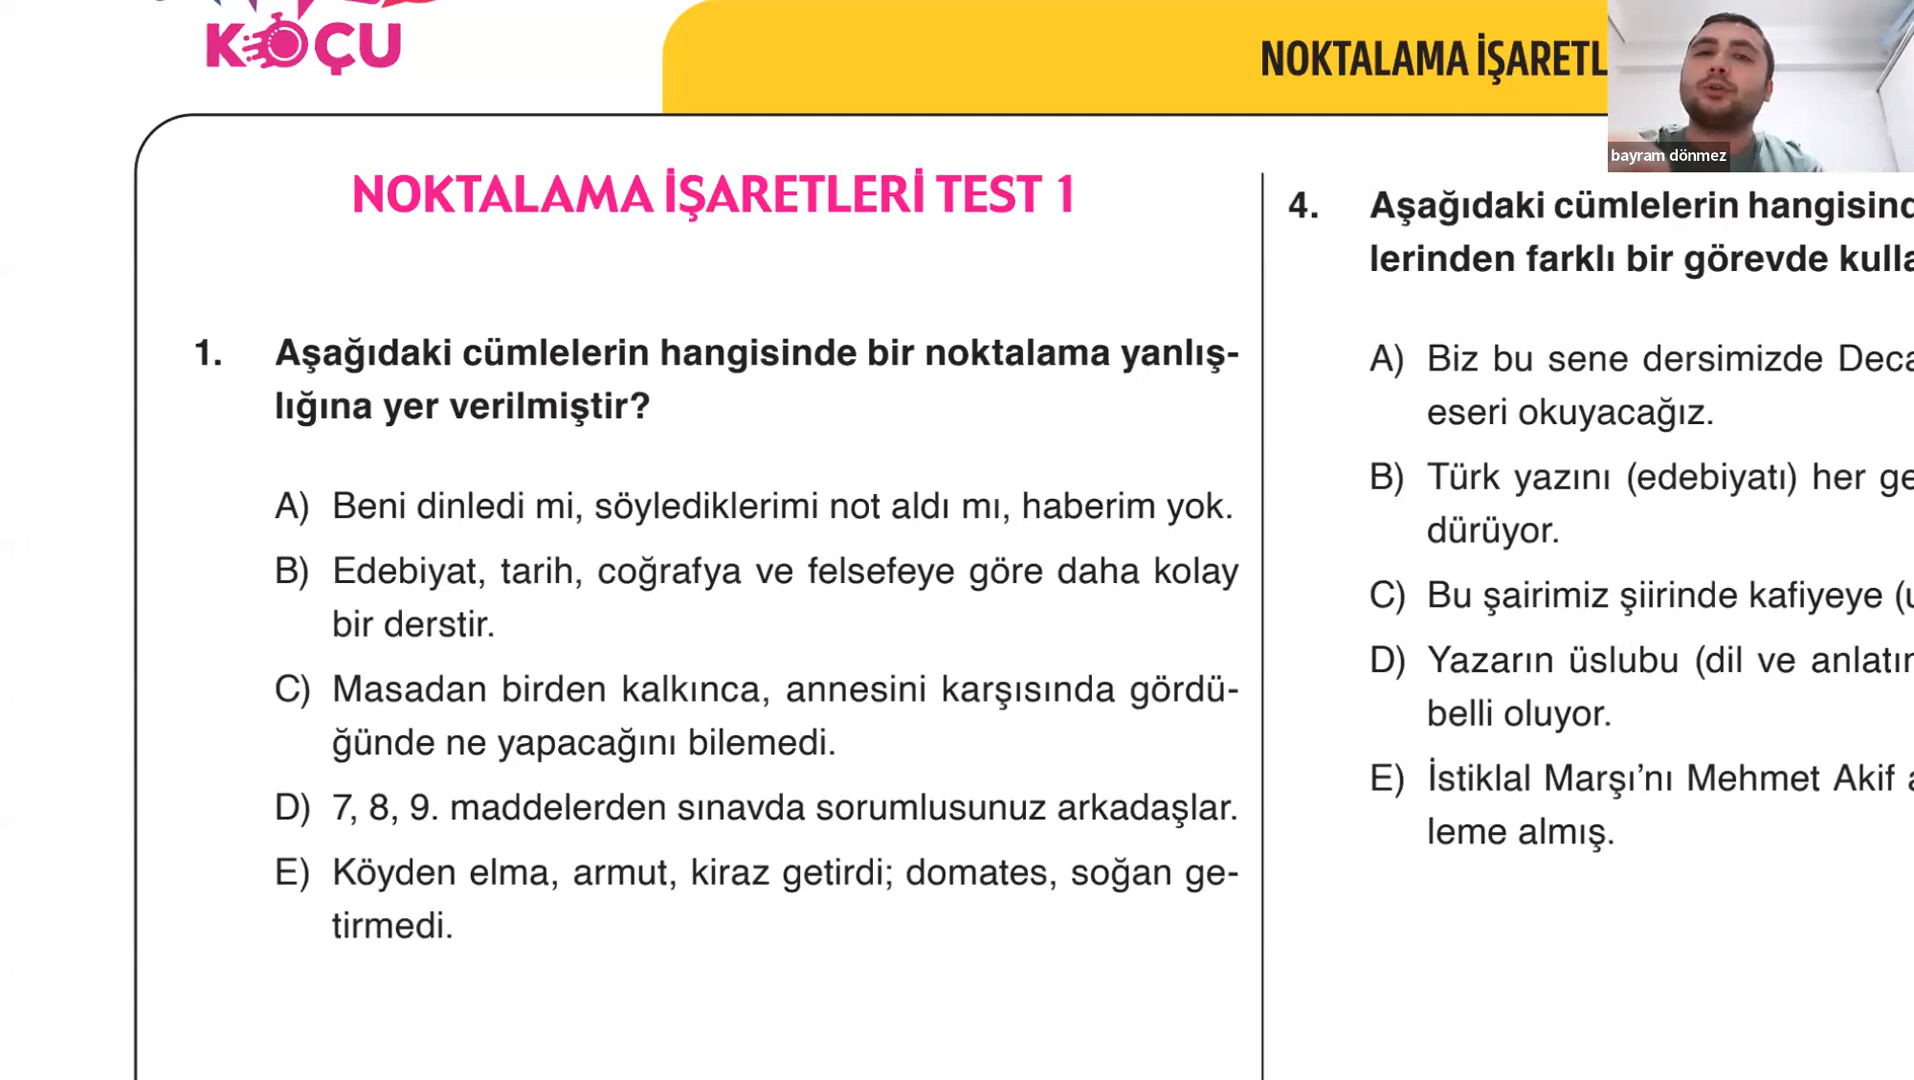 KOÇU
NOKTALAMA İŞARETL
bayram dönmez
NOKTALAMA İŞARETLERİ TEST 1
1. Aşağıdaki cümlelerin hangisinde bir noktalama yanlış-
lığına yer verilmiştir?
A) Beni dinledi mi, söylediklerimi not aldı mı, haberim yok.
B) Edebiyat, tarih, coğrafya ve felsefeye göre daha kolay
bir derstir.
C) Masadan birden kalkınca, annesini karşısında gördü-
ğünde ne yapacağını bilemedi.
D) 7, 8, 9. maddelerden sınavda sorumlusunuz arkadaşlar.
E) Köyden elma, armut, kiraz getirdi; domates, soğan ge-
tirmedi.
4. Aşağıdaki cümlelerin hangisind
lerinden farklı bir görevde kulla
A) Biz bu sene dersimizde Deca
eseri okuyacağız.
B) Türk yazını (edebiyatı) her ge
dürüyor.
C) Bu şairimiz şiirinde kafiyeye (u
D) Yazarın üslubu (dil ve anlatır
belli oluyor.
E) İstiklal Marşı’nı Mehmet Akif a
leme almış.